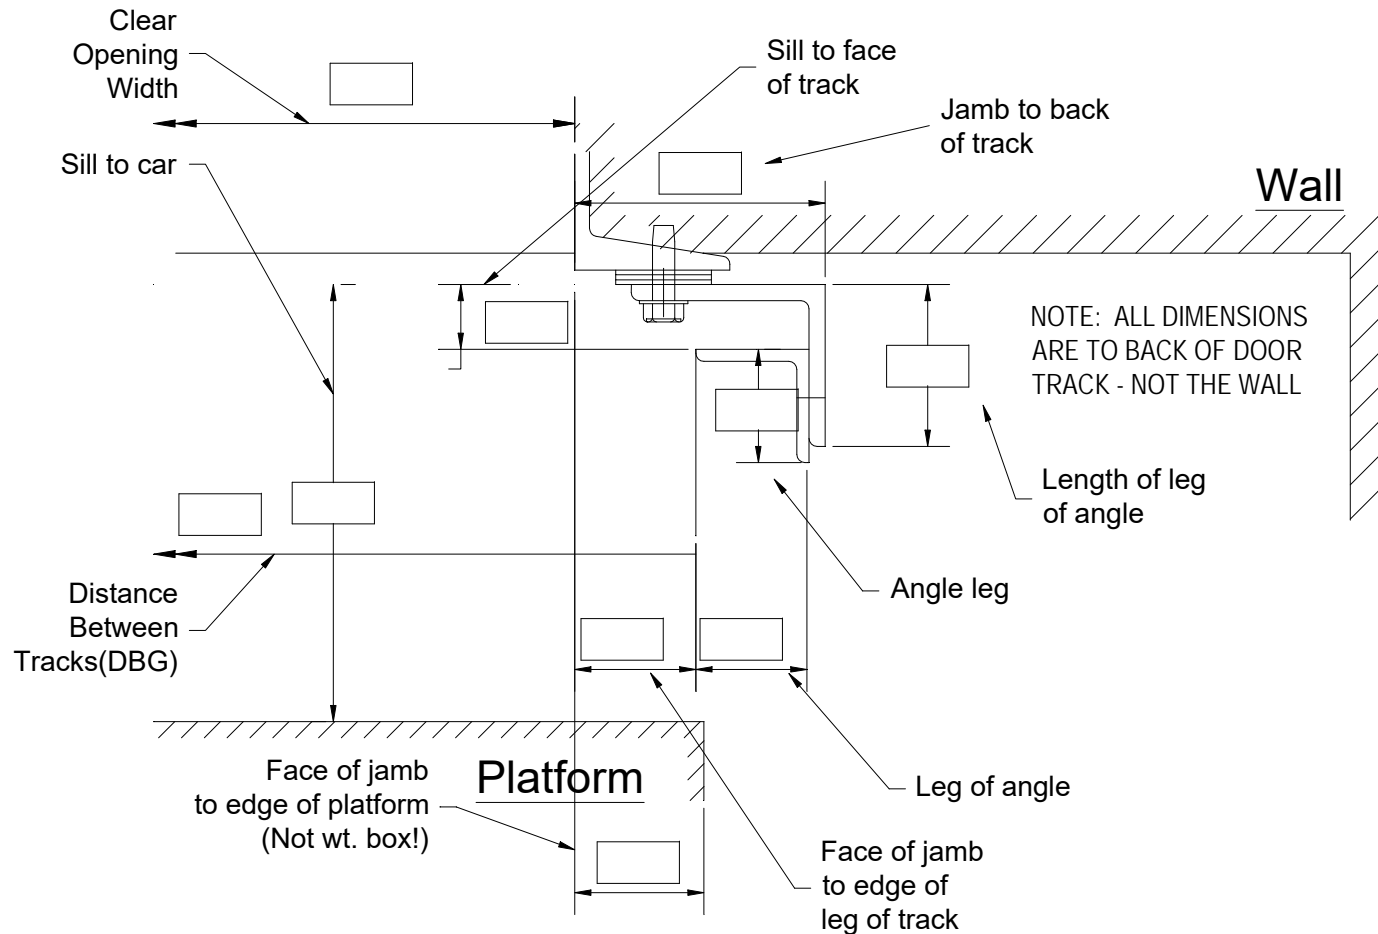 Clear
Opening
Width
Sill to face
of track
Jamb to back
of track
Sill to car
Wall
NOTE:  ALL DIMENSIONS
ARE TO BACK OF DOOR
TRACK - NOT THE WALL
Length of leg
of angle
Angle leg
Distance
Between
Tracks(DBG)
Face of jamb
to edge of platform
(Not wt. box!)
Platform
Leg of angle
Face of jamb
to edge of
leg of track